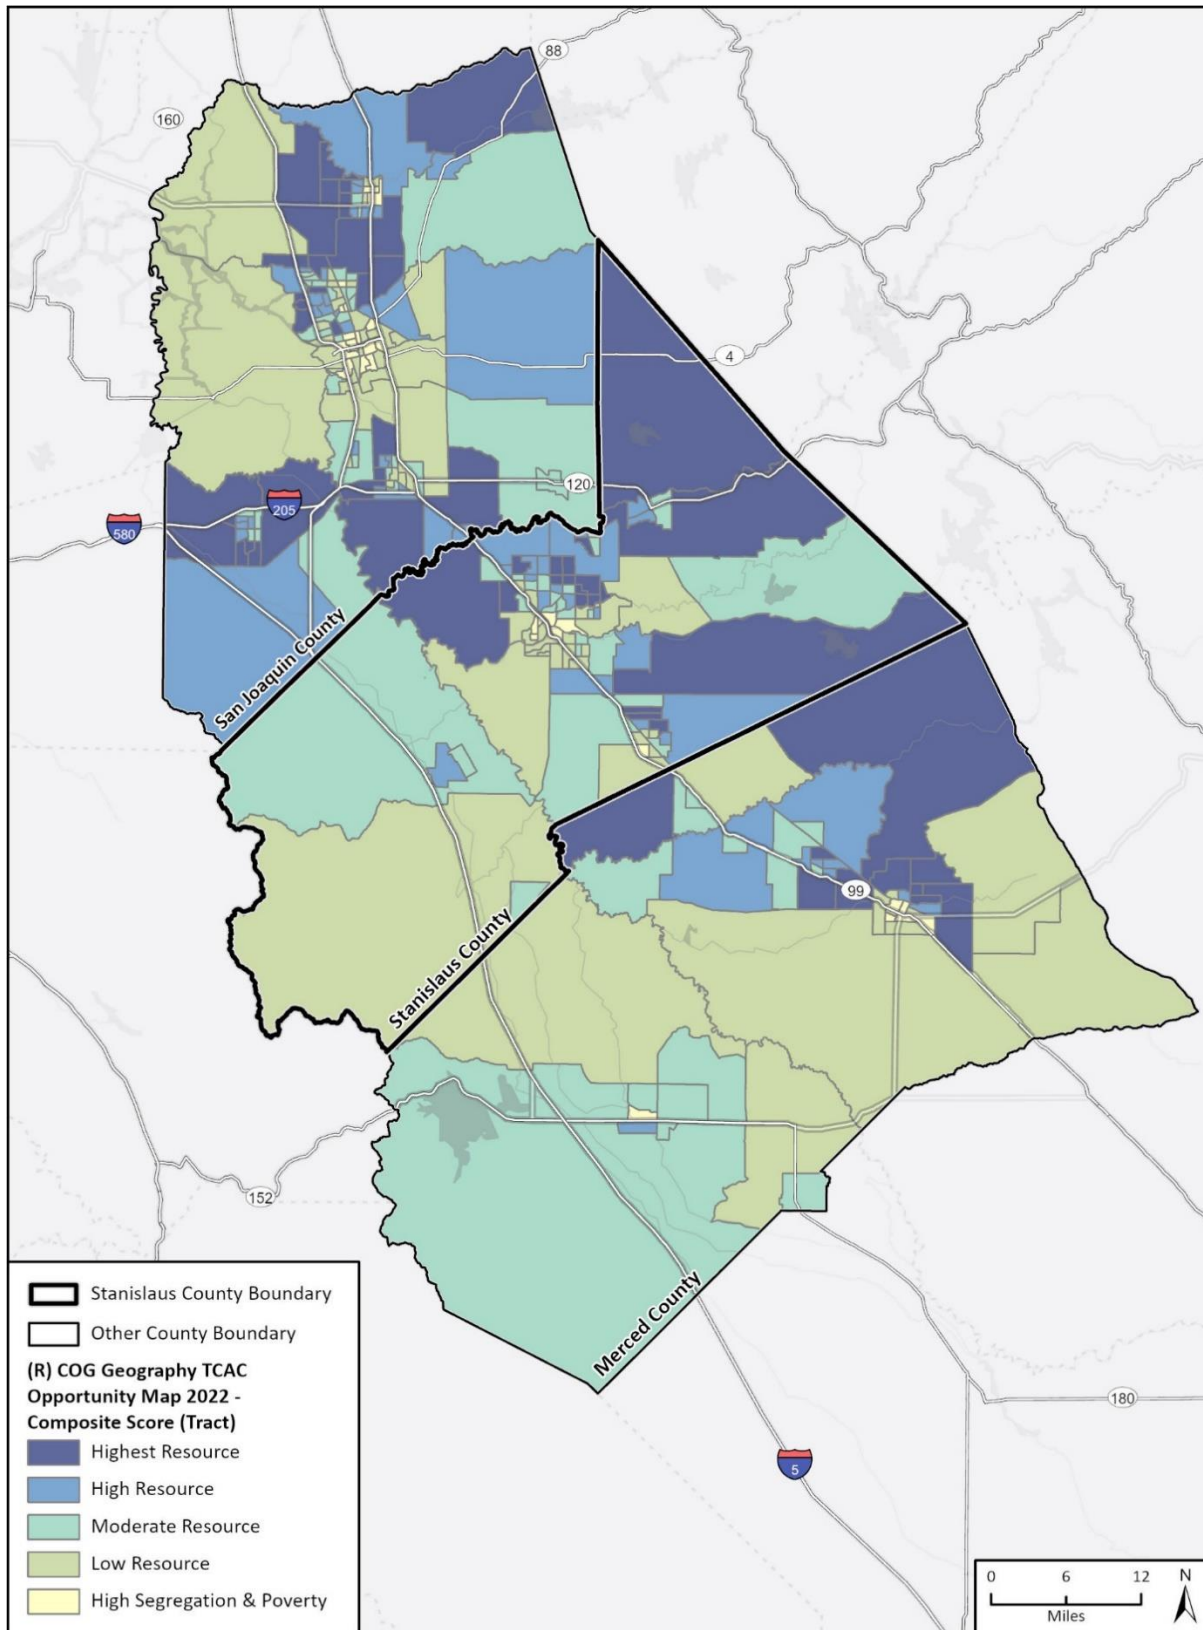 88
160
4
120
205
580
San Joaquin County
99
Stanislaus County
152
Merced County
180
5
Stanislaus County Boundary
Other County Boundary
(R) COG Geography TCAC
Opportunity Map 2022 -
Composite Score (Tract)
Highest Resource
High Resource
Moderate Resource
Low Resource
High Segregation & Poverty
0 6 12
Miles
N